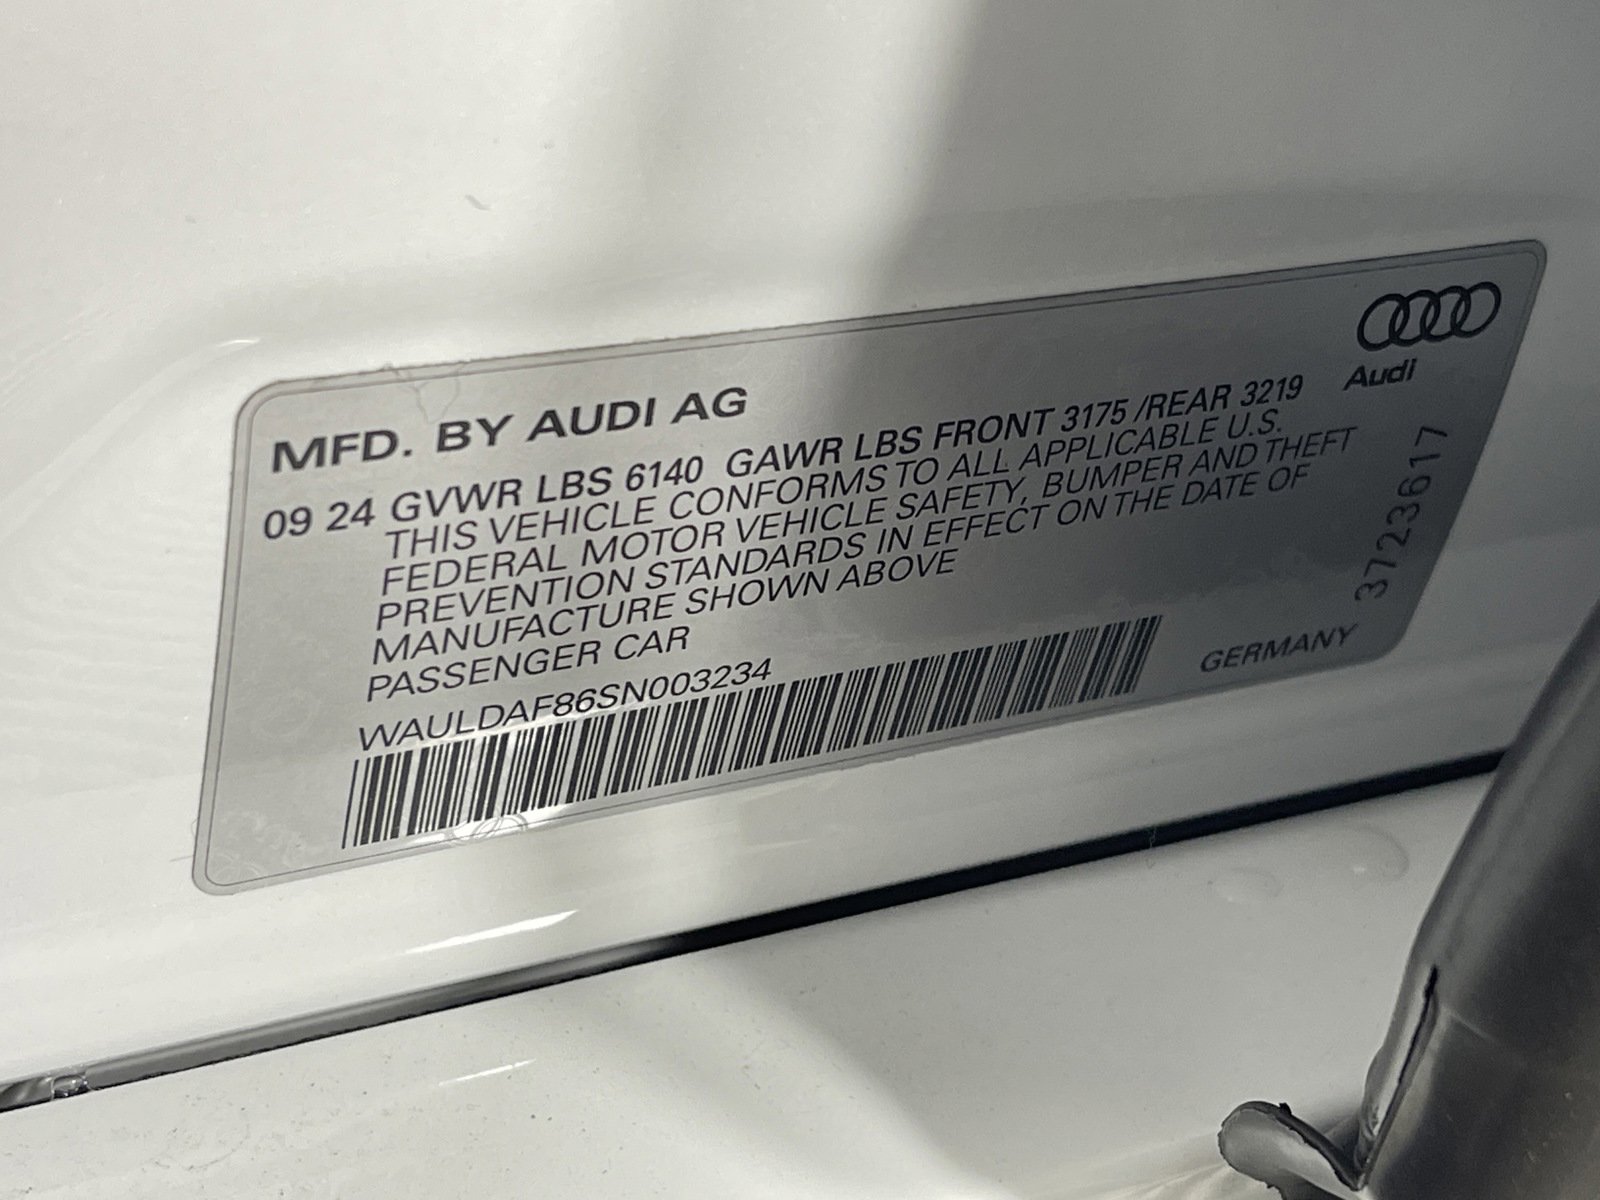 MFD. BY AUDI AG
09 24 GVWR LBS 6140 GAWR LBS FRONT 3175 /REAR 3219
THIS VEHICLE CONFORMS TO ALL APPLICABLE U.S.
FEDERAL MOTOR VEHICLE SAFETY, BUMPER AND THEFT
PREVENTION STANDARDS IN EFFECT ON THE DATE OF
MANUFACTURE SHOWN ABOVE
PASSENGER CAR
WAULDAF86SN003234
Audi
37223617
GERMANY